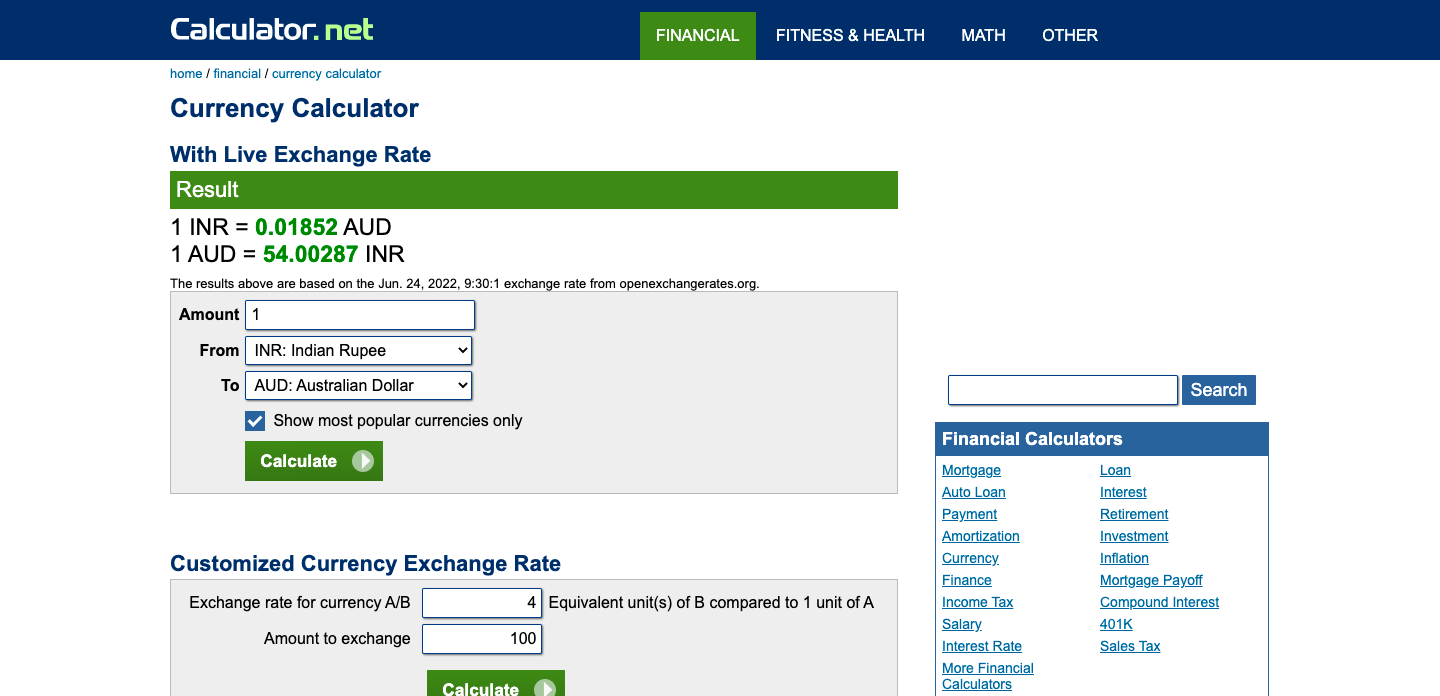 Calculator.net
FINANCIAL FITNESS & HEALTH MATH OTHER
home / financial / currency calculator
Currency Calculator
With Live Exchange Rate
Result
1 INR = 0.01852 AUD
1 AUD = 54.00287 INR
The results above are based on the Jun. 24, 2022, 9:30:1 exchange rate from openexchangerates.org.
Amount 1
From INR: Indian Rupee
To AUD: Australian Dollar
Show most popular currencies only
Calculate
Customized Currency Exchange Rate
Exchange rate for currency A/B 4 Equivalent unit(s) of B compared to 1 unit of A
Amount to exchange 100
Calculate
Search
Financial Calculators
Mortgage Loan
Auto Loan Interest
Payment Retirement
Amortization Investment
Currency Inflation
Finance Mortgage Payoff
Income Tax Compound Interest
Salary 401K
Interest Rate Sales Tax
More Financial
Calculators